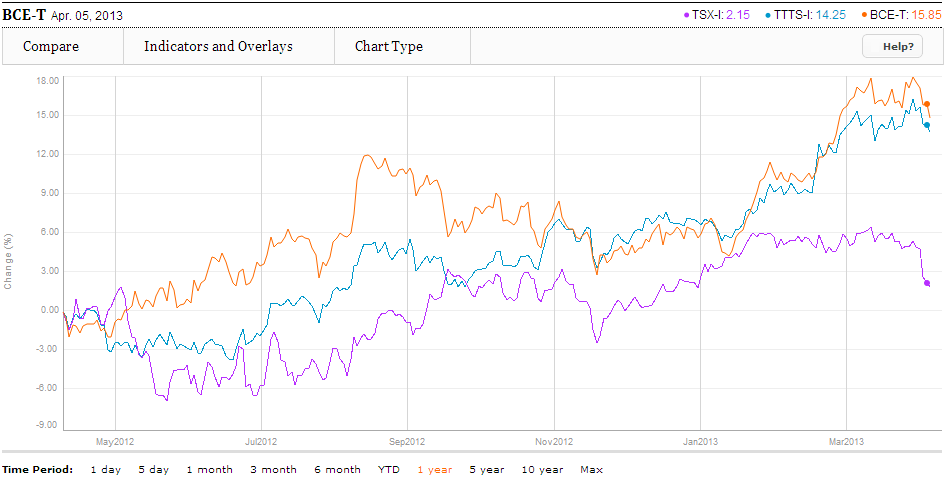 BCE-T Apr. 05, 2013 TSX-I: 2.15 TTTS-I: 14.25 BCE-T: 15.85
Compare Indicators and Overlays Chart Type Help?
18.00
15.00
12.00
9.00
6.00
3.00
0.00
-3.00
-6.00
-9.00
Change (%)
May2012 Jul2012 Sep2012 Nov2012 Jan2013 Mar2013
Time Period: 1 day 5 day 1 month 3 month 6 month YTD 1 year 5 year 10 year Max